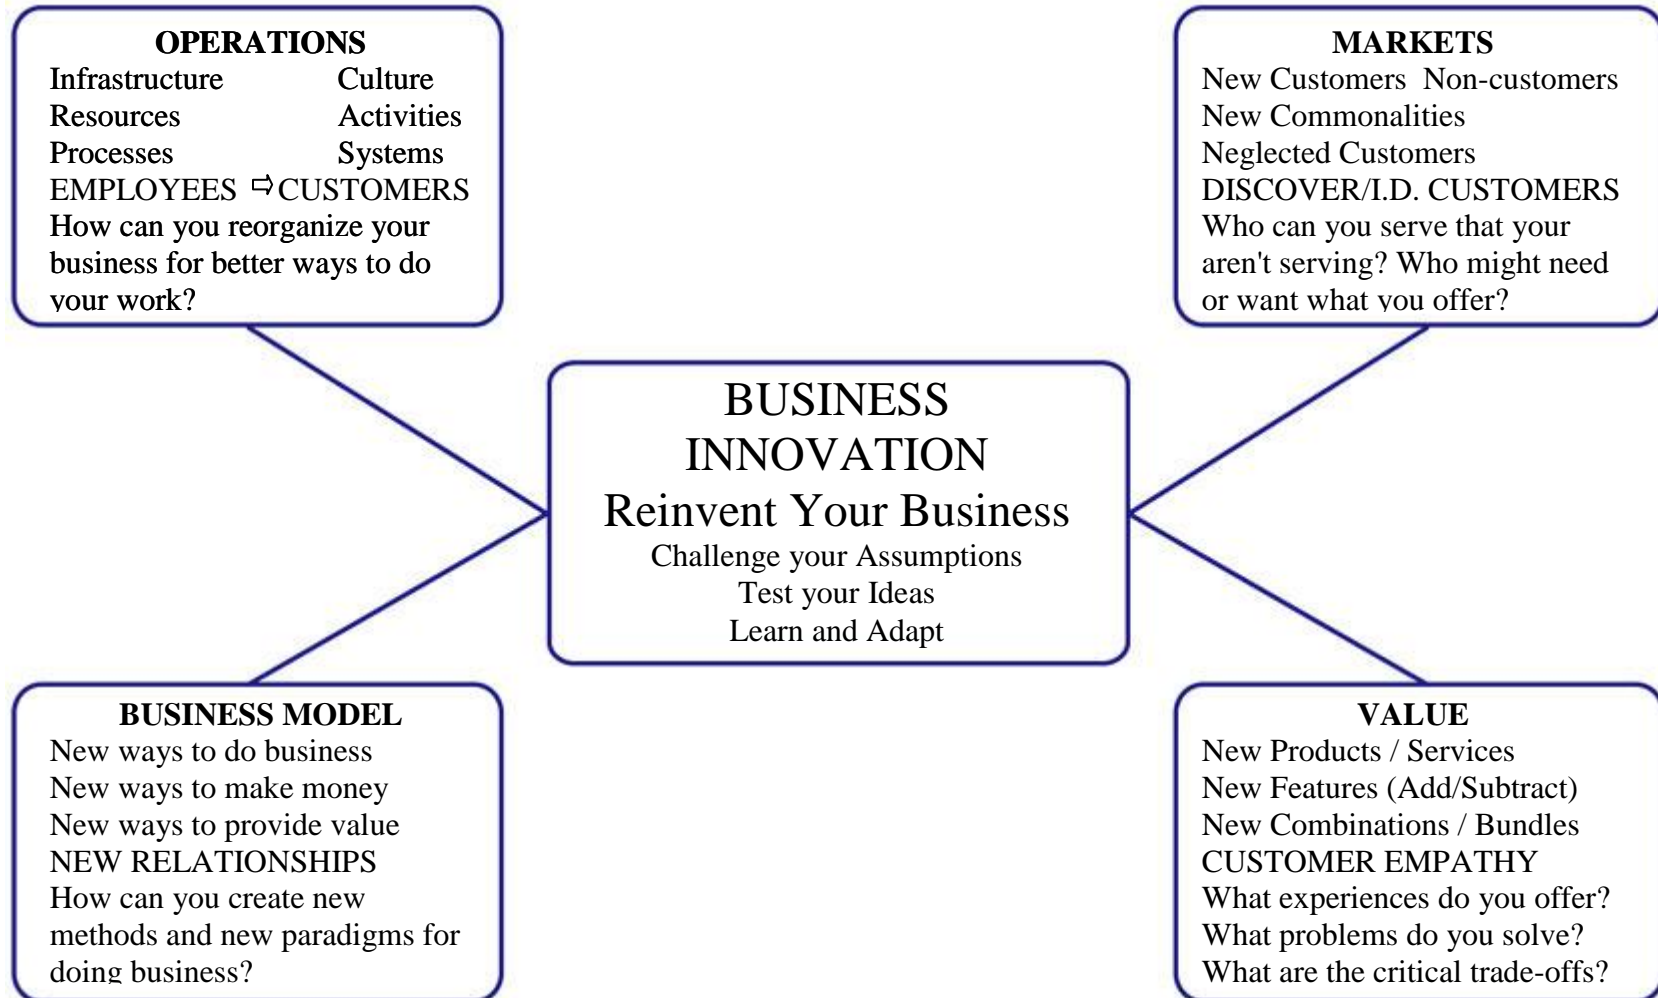 OPERATIONS
Infrastructure Culture
Resources Activities
Processes Systems
EMPLOYEES ⇨ CUSTOMERS
How can you reorganize your
business for better ways to do
your work?
MARKETS
New Customers Non-customers
New Commonalities
Neglected Customers
DISCOVER/I.D. CUSTOMERS
Who can you serve that your
aren't serving? Who might need
or want what you offer?
BUSINESS
INNOVATION
Reinvent Your Business
Challenge your Assumptions
Test your Ideas
Learn and Adapt
BUSINESS MODEL
New ways to do business
New ways to make money
New ways to provide value
NEW RELATIONSHIPS
How can you create new
methods and new paradigms for
doing business?
VALUE
New Products / Services
New Features (Add/Subtract)
New Combinations / Bundles
CUSTOMER EMPATHY
What experiences do you offer?
What problems do you solve?
What are the critical trade-offs?